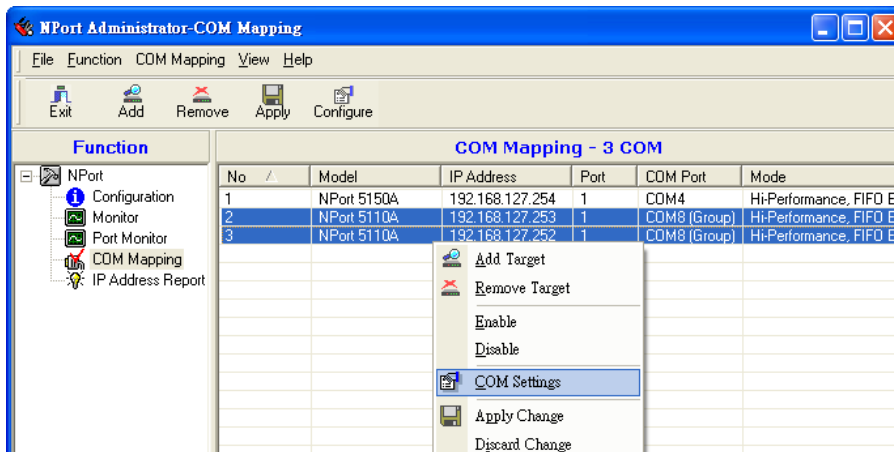 NPort Administrator-COM Mapping
File Function COM Mapping View Help
Exit Add Remove Apply Configure
Function
COM Mapping - 3 COM
NPort
Configuration
Monitor
Port Monitor
COM Mapping
IP Address Report
No Model IP Address Port COM Port Mode
1 NPort 5150A 192.168.127.254 1 COM4 Hi-Performance, FIFO E
2 NPort 5110A 192.168.127.253 1 COM8 (Group) Hi-Performance, FIFO E
3 NPort 5110A 192.168.127.252 1 COM8 (Group) Hi-Performance, FIFO E
Add Target
Remove Target
Enable
Disable
COM Settings
Apply Change
Discard Change